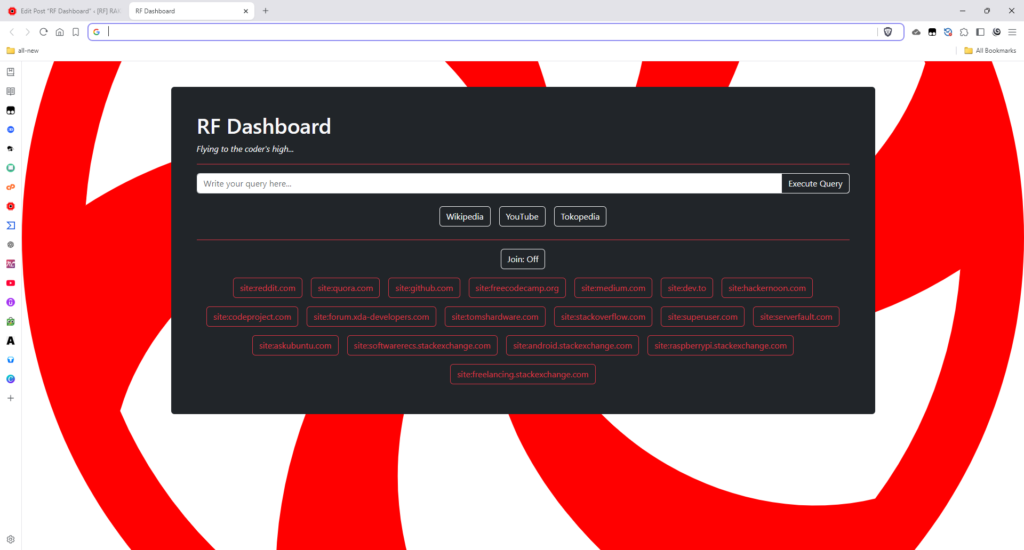 Edit Post "RF Dashboard" - [RF] RA
RF Dashboard
all-new
All Bookmarks
RF Dashboard
Flying to the coder's high...
Write your query here...
Execute Query
Wikipedia YouTube Tokopedia
Join: Off
site:reddit.com site:quora.com site:github.com site:freecodecamp.org site:medium.com site:dev.to site:hackernoon.com
site:codeproject.com site:forum.xda-developers.com site:tomshardware.com site:stackoverflow.com site:superuser.com site:serverfault.com
site:askubuntu.com site:softwarerecs.stackexchange.com site:android.stackexchange.com site:raspberrypi.stackexchange.com
site:freelancing.stackexchange.com